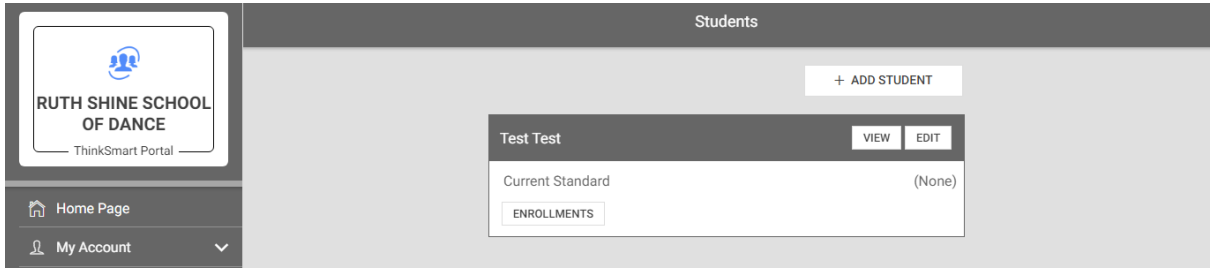 RUTH SHINE SCHOOL
OF DANCE
ThinkSmart Portal
Home Page
My Account
Students
+ ADD STUDENT
Test Test
VIEW EDIT
Current Standard (None)
ENROLLMENTS